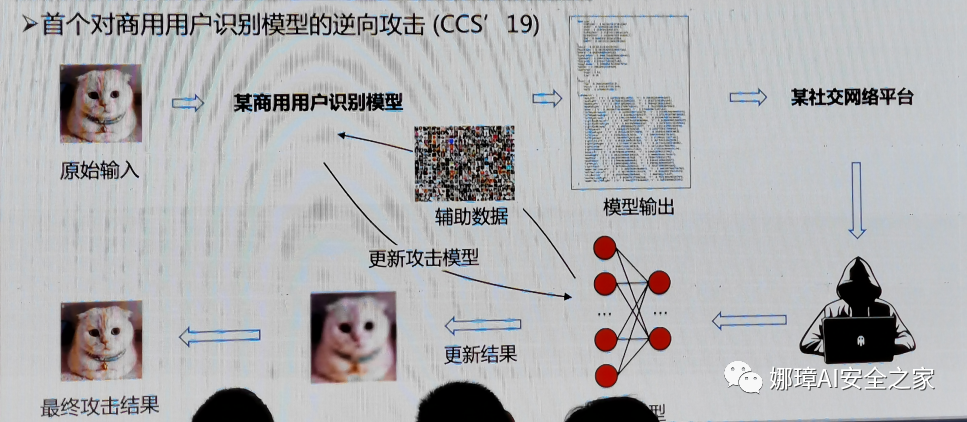 ➢首个对商用用户识别模型的逆向攻击 (CCS’19)
某商用用户识别模型
某社交网络平台
原始输入
辅助数据
模型输出
更新攻击模型
...
...
更新结果
最终攻击结果
型
娜璋AI安全之家